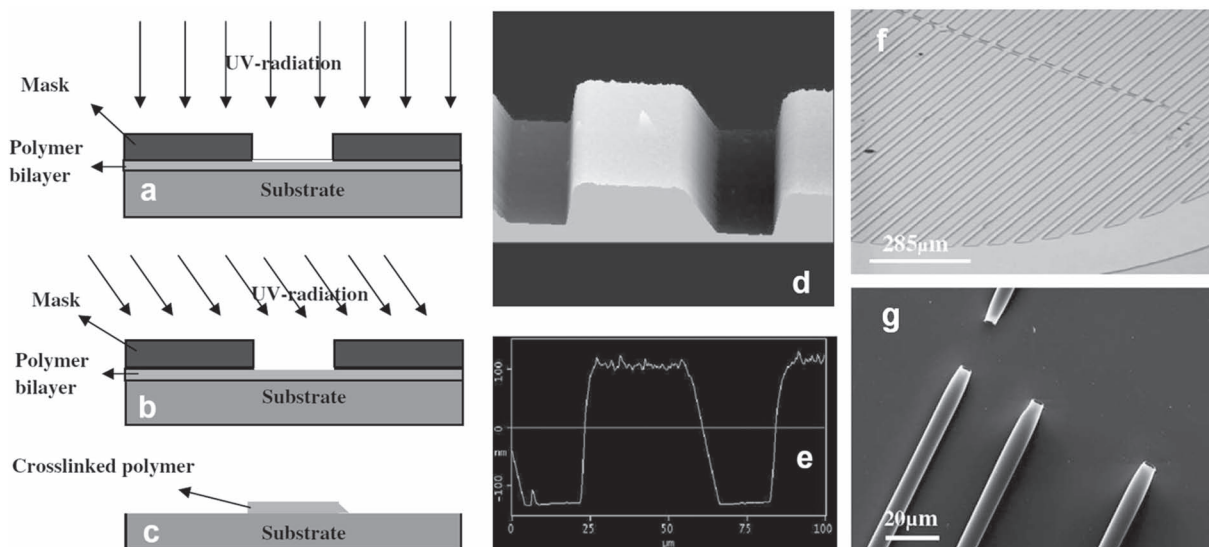 UV-radiation
Mask
Polymer
bilayer
Substrate
a
UV-radiation
Mask
Polymer
bilayer
Substrate
b
Crosslinked polymer
Substrate
c
d
100
0
nm
-100
e
0
25
50
75
100
µm
f
285µm
g
20µm